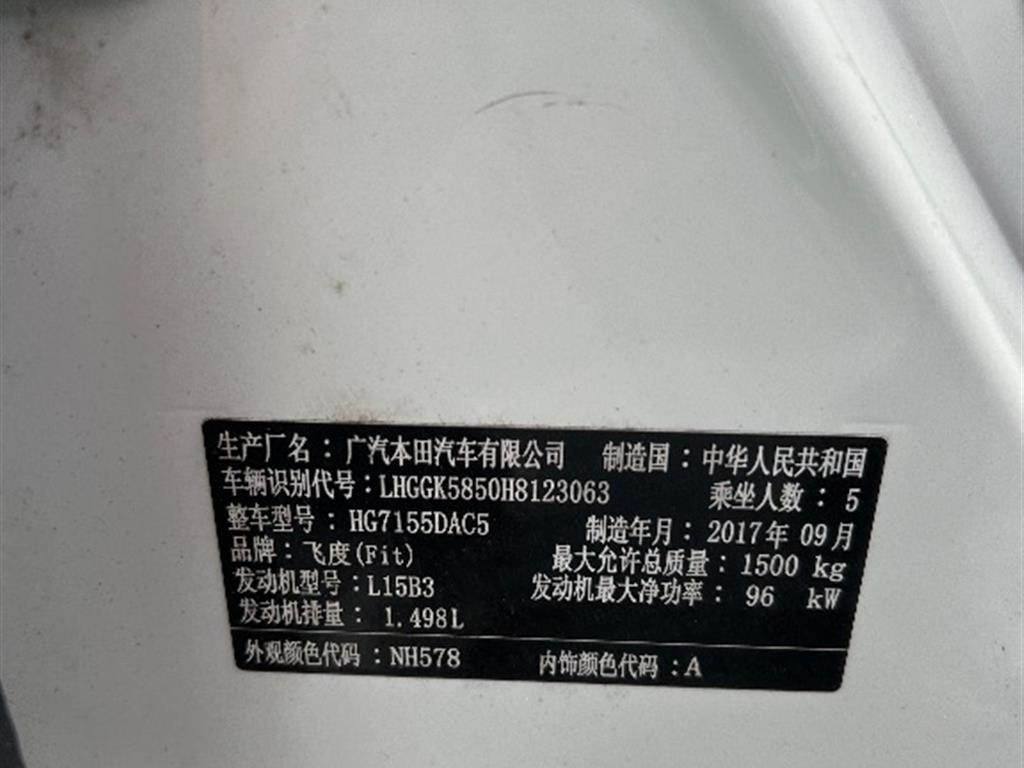 生产厂名：广汽本田汽车有限公司 制造国：中华人民共和国
车辆识别代号：LHGGK5850H8123063 乘坐人数：5
整车型号：HG7155DAC5 制造年月：2017年09月
品牌：飞度(Fit) 最大允许总质量：1500 kg
发动机型号：L15B3 发动机最大净功率：96 kW
发动机排量：1.498L
外观颜色代码：NH578 内饰颜色代码：A